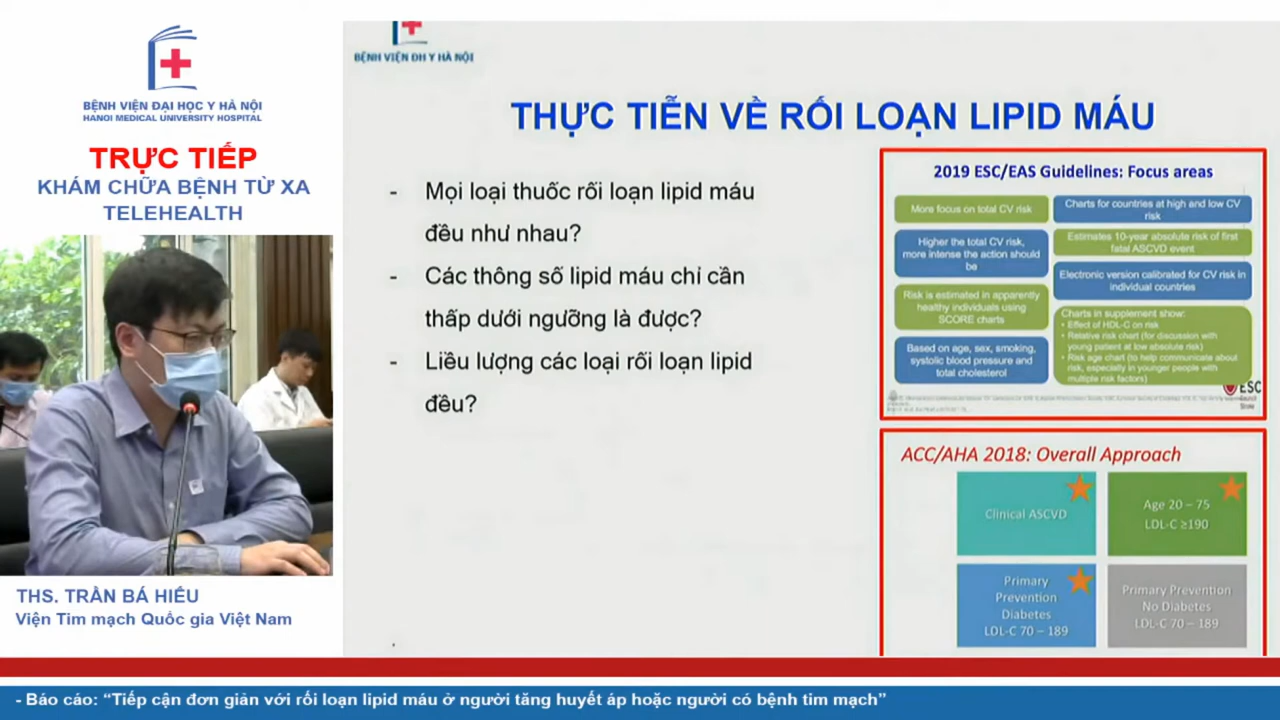 BỆNH VIỆN ĐẠI HỌC Y HÀ NỘI
HANOI MEDICAL UNIVERSITY HOSPITAL
TRỰC TIẾP
KHÁM CHỮA BỆNH TỪ XA
TELEHEALTH
THS. TRẦN BÁ HIẾU
Viện Tim mạch Quốc gia Việt Nam
BỆNH VIỆN ĐH Y HÀ NỘI
THỰC TIỄN VỀ RỐI LOẠN LIPID MÁU
- Mọi loại thuốc rối loạn lipid máu
đều như nhau?
- Các thông số lipid máu chỉ cần
thấp dưới ngưỡng là được?
- Liều lượng các loại rối loạn lipid
đều?
2019 ESC/EAS Guidelines: Focus areas
More focus on total CV risk
Higher the total CV risk,
more intense the action should
be
Risk is estimated in apparently
healthy individuals using
SCORE charts
Based on age, sex, smoking,
systolic blood pressure and
total cholesterol
Charts for countries at high and low CV
risk
Estimates 10-year absolute risk of first
fatal ASCVD event
Electronic version calibrated for CV risk in
individual countries
Charts in supplement show:
• Effect of HDL-C on risk
• Relative risk chart (for discussion with
young patient at low absolute risk)
• Risk age chart (to help communicate about
risk, especially in younger people with
multiple risk factors)
ESC
ACC/AHA 2018: Overall Approach
Clinical ASCVD
Age 20 – 75
LDL-C ≥190
Primary
Prevention
Diabetes
LDL-C 70 – 189
Primary Prevention
No Diabetes
LDL-C 70 – 189
- Báo cáo: “Tiếp cận đơn giản với rối loạn lipid máu ở người tăng huyết áp hoặc người có bệnh tim mạch”